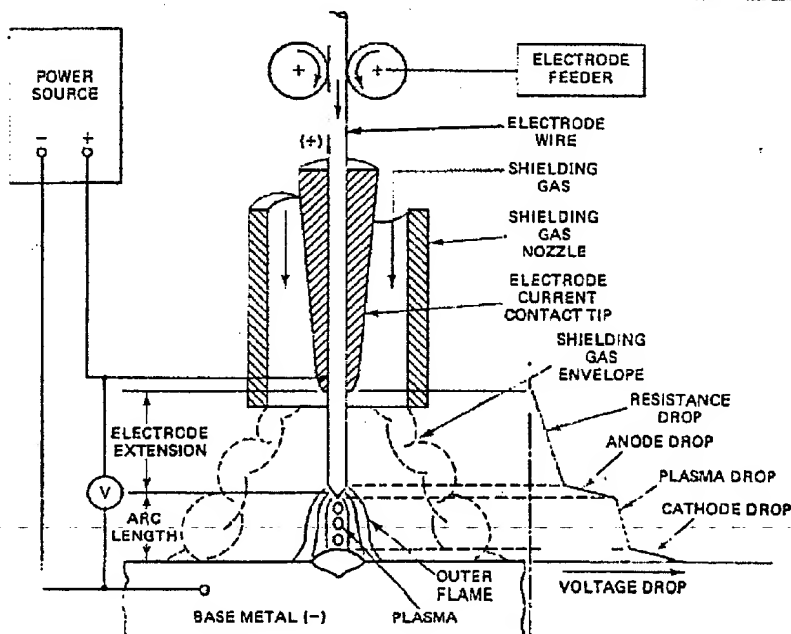 POWER
SOURCE
-
+
+
+
ELECTRODE
FEEDER
(+)
ELECTRODE
WIRE
SHIELDING
GAS
SHIELDING
GAS
NOZZLE
ELECTRODE
CURRENT
CONTACT TIP
SHIELDING
GAS
ENVELOPE
RESISTANCE
DROP
ELECTRODE
EXTENSION
ANODE DROP
V
PLASMA DROP
ARC
LENGTH
CATHODE DROP
OUTER
FLAME
VOLTAGE DROP
BASE METAL (-)
PLASMA